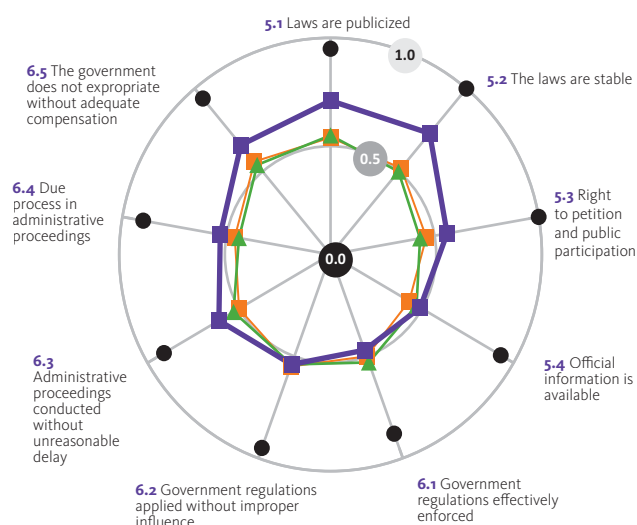 5.1 Laws are publicized
1.0
5.2 The laws are stable
6.5 The government
does not expropriate
without adequate
compensation
0.5
5.3 Right
to petition
and public
participation
6.4 Due
process in
administrative
proceedings
0.0
5.4 Official
information is
available
6.3
Administrative
proceedings
conducted
without
unreasonable
delay
6.2 Government regulations
applied without improper
influence
6.1 Government
regulations effectively
enforced